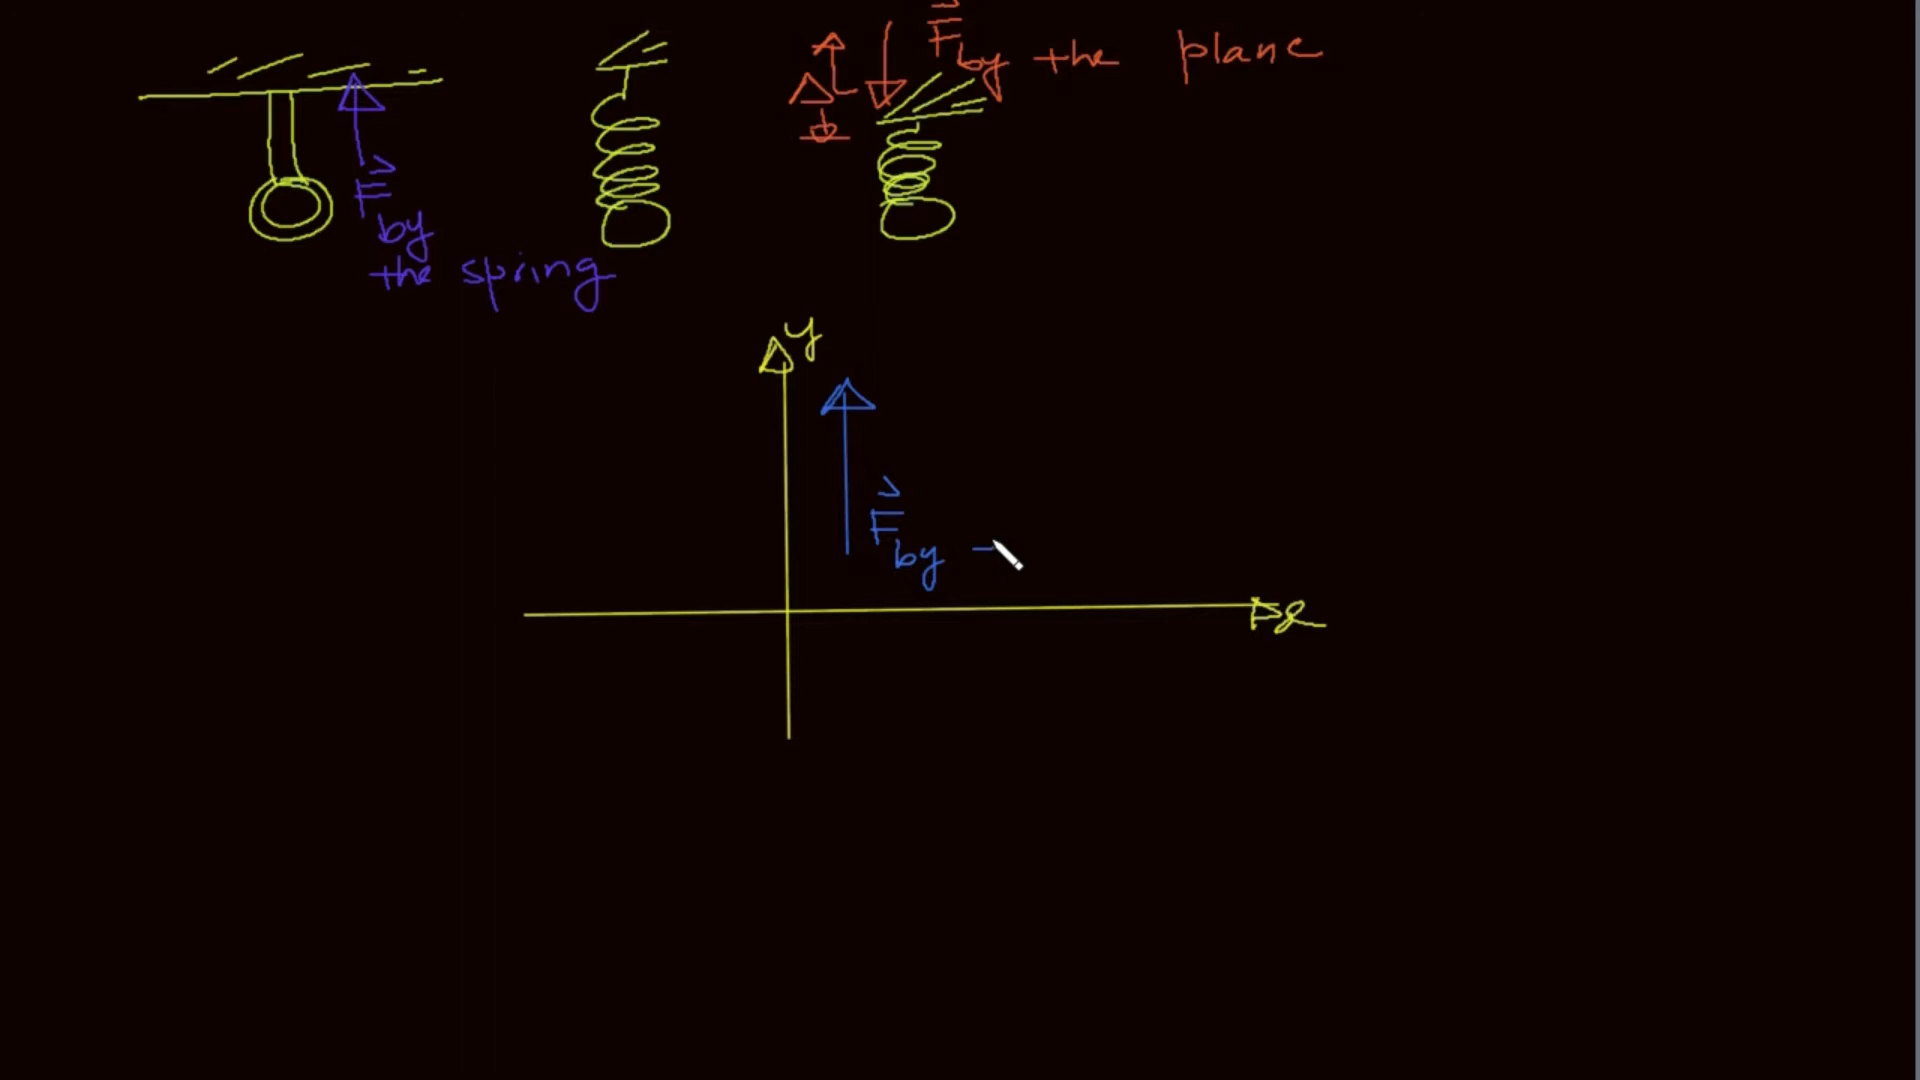 F by the plane
F by
the spring
y
F by
x